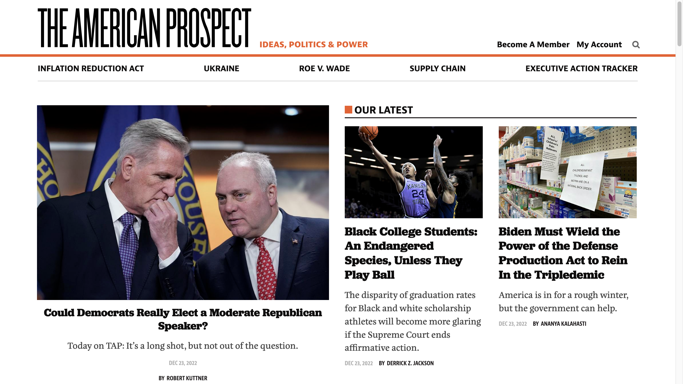 THE AMERICAN PROSPECT
IDEAS, POLITICS & POWER
Become A Member My Account
INFLATION REDUCTION ACT UKRAINE ROE V. WADE SUPPLY CHAIN EXECUTIVE ACTION TRACKER
Could Democrats Really Elect a Moderate Republican
Speaker?
Today on TAP: It's a long shot, but not out of the question.
DEC 23, 2022
BY ROBERT KUTTNER
OUR LATEST
24
Black College Students:
An Endangered
Species, Unless They
Play Ball
The disparity of graduation rates
for Black and white scholarship
athletes will become more glaring
if the Supreme Court ends
affirmative action.
DEC 23, 2022 BY DERRICK Z. JACKSON
Biden Must Wield the
Power of the Defense
Production Act to Rein
In the Tripledemic
America is in for a rough winter,
but the government can help.
DEC 23, 2022 BY ANANYA KALAHASTI